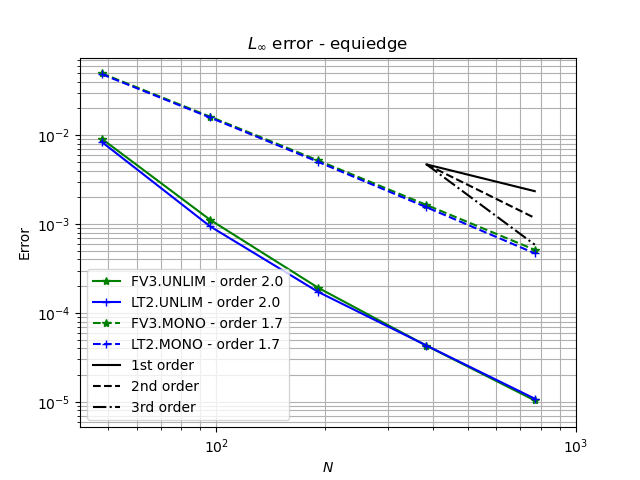 L∞ error - equiedge
Error
10⁻²
10⁻³
10⁻⁴
10⁻⁵
FV3.UNLIM - order 2.0
LT2.UNLIM - order 2.0
FV3.MONO - order 1.7
LT2.MONO - order 1.7
1st order
2nd order
3rd order
10²
10³
N